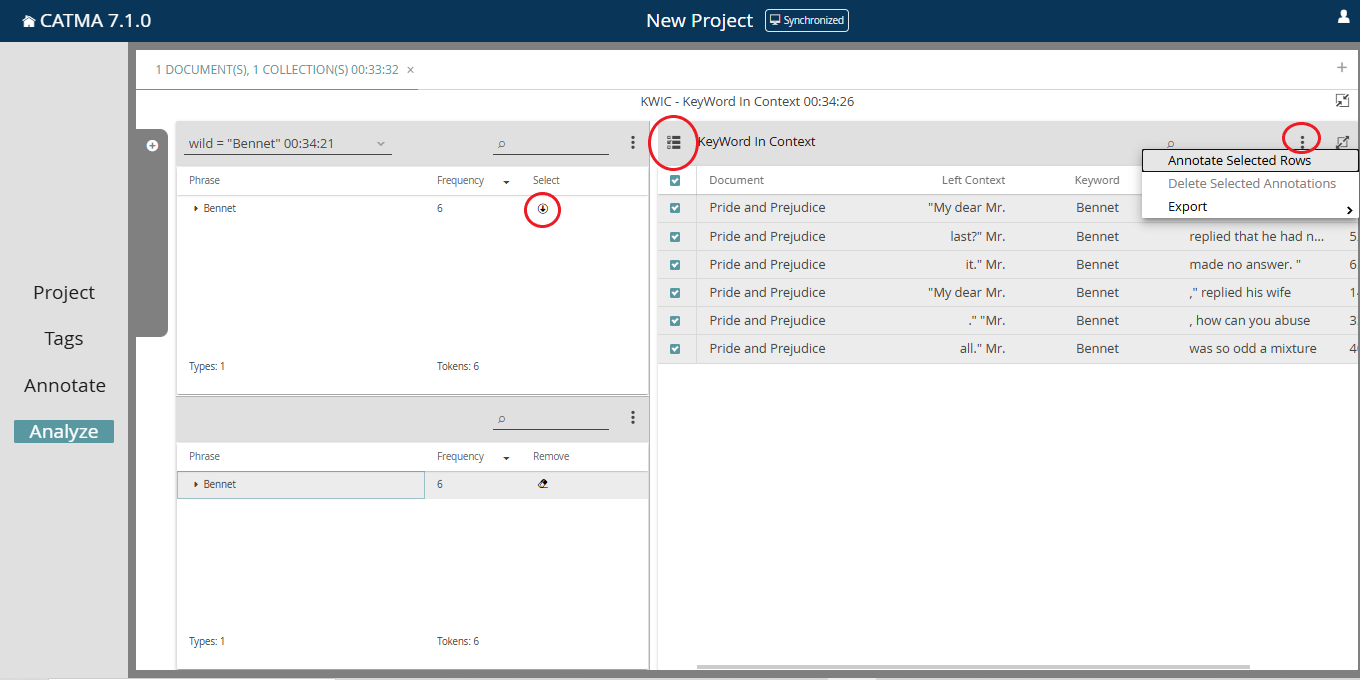 CATMA 7.1.0
New Project
Synchronized
1 DOCUMENT(S), 1 COLLECTION(S) 00:33:32 ×
KWIC - KeyWord In Context 00:34:26
Project
Tags
Annotate
Analyze
wild = "Bennet" 00:34:21
Phrase Frequency Select
Bennet 6
Types: 1 Tokens: 6
Phrase Frequency Remove
Bennet 6
Types: 1 Tokens: 6
KeyWord In Context
Annotate Selected Rows
Delete Selected Annotations
Export
Document Left Context Keyword
Pride and Prejudice "My dear Mr. Bennet
Pride and Prejudice last?" Mr. Bennet replied that he had n... 5
Pride and Prejudice it." Mr. Bennet made no answer. " 6
Pride and Prejudice "My dear Mr. Bennet ," replied his wife 1
Pride and Prejudice ." "Mr. Bennet , how can you abuse 3
Pride and Prejudice all." Mr. Bennet was so odd a mixture 4